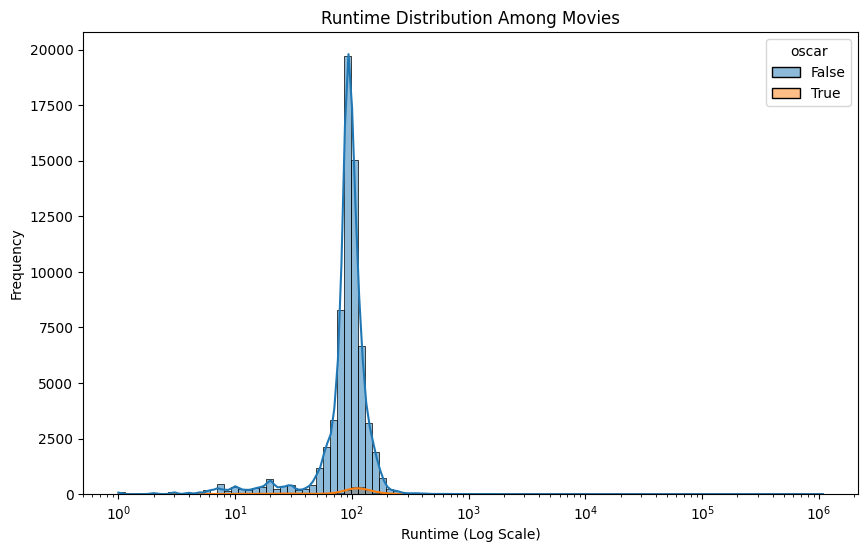 Runtime Distribution Among Movies
oscar
False
True
Frequency
20000
17500
15000
12500
10000
7500
5000
2500
0
10⁰ 10¹ 10² 10³ 10⁴ 10⁵ 10⁶
Runtime (Log Scale)